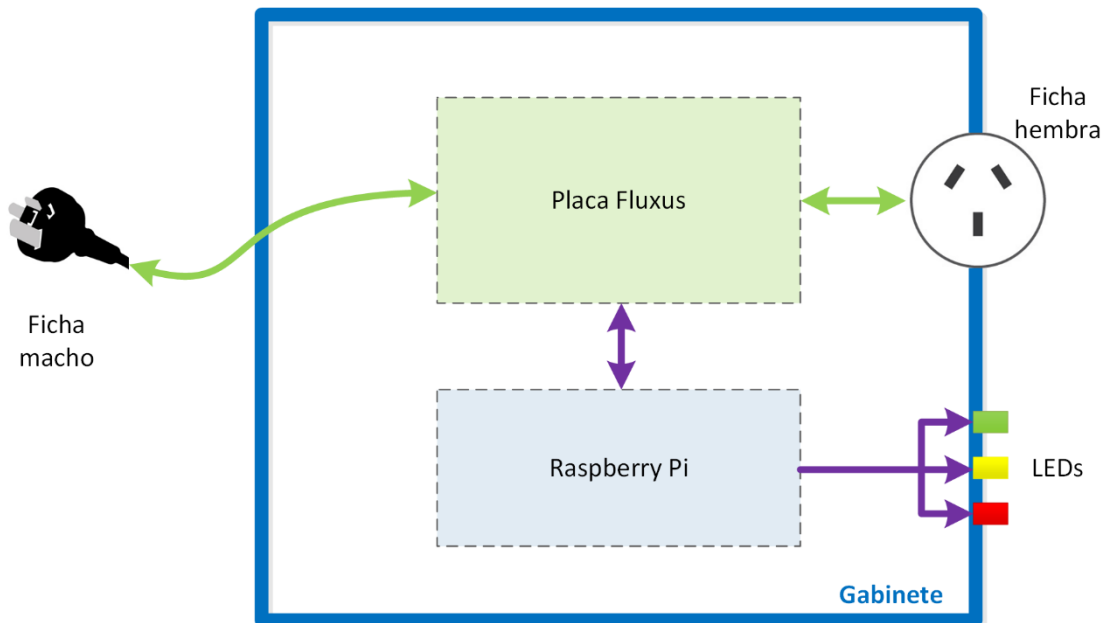 Ficha
hembra
Placa Fluxus
Ficha
macho
Raspberry Pi
LEDs
Gabinete